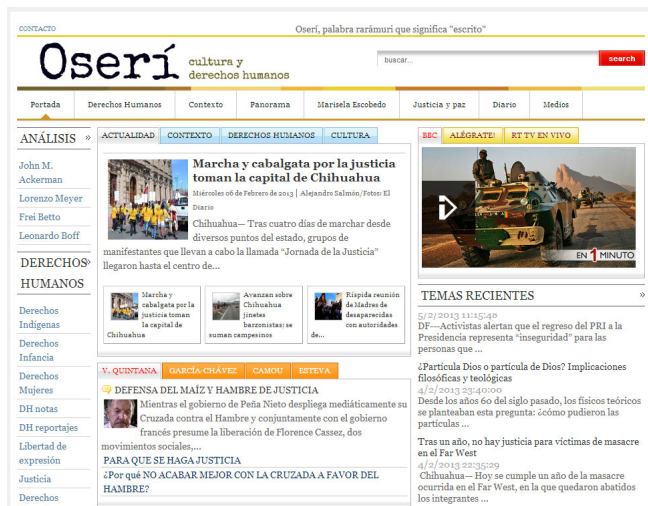 CONTACTO
Oserí, palabra rarámuri que significa "escrito"
Oserí
cultura y
derechos humanos
buscar...
search
Portada
Derechos Humanos
Contexto
Panorama
Marisela Escobedo
Justicia y paz
Diario
Medios
ANÁLISIS »
John M.
Ackerman
Lorenzo Meyer
Frei Betto
Leonardo Boff
DERECHOS »
HUMANOS
Derechos
Indígenas
Derechos
Infancia
Derechos
Mujeres
DH notas
DH reportajes
Libertad de
expresión
Justicia
Derechos
ACTUALIDAD
CONTEXTO
DERECHOS HUMANOS
CULTURA
Marcha y cabalgata por la justicia
toman la capital de Chihuahua
Miércoles 06 de Febrero de 2013 | Alejandro Salmón/Fotos: El
Diario
Chihuahua— Tras cuatro días de marchar desde
diversos puntos del estado, grupos de
manifestantes que llevan a cabo la llamada "Jornada de la Justicia"
llegaron hasta el centro de...
Marcha y
cabalgata por la
justicia toman
la capital de
Chihuahua
Avanzan sobre
Chihuahua
jinetes
barzonistas; se
suman campesinos
Ríspida reunión
de Madres de
desaparecidas
con autoridades
de...
V. QUINTANA
GARCÍA-CHÁVEZ
CAMOU
ESTEVA
DEFENSA DEL MAÍZ Y HAMBRE DE JUSTICIA
Mientras el gobierno de Peña Nieto despliega mediáticamente su
Cruzada contra el Hambre y conjuntamente con el gobierno
francés presume la liberación de Florence Cassez, dos
movimientos sociales,...
PARA QUE SE HAGA JUSTICIA
¿Por qué NO ACABAR MEJOR CON LA CRUZADA A FAVOR DEL
HAMBRE?
BBC
ALÉGRATE!
RT TV EN VIVO
EN 1 MINUTO
TEMAS RECIENTES »
5/2/2013 11:15:40
DF---Activistas alertan que el regreso del PRI a la
Presidencia representa "inseguridad" para las
personas que ...
¿Partícula Dios o partícula de Dios? Implicaciones
filosóficas y teológicas
4/2/2013 23:40:00
Desde los años 60 del siglo pasado, los físicos teóricos
se planteaban esta pregunta: ¿cómo pudieron las
partículas ...
Tras un año, no hay justicia para víctimas de masacre
en el Far West
4/2/2013 22:35:29
Chihuahua— Hoy se cumple un año de la masacre
ocurrida en el Far West, en la que quedaron abatidos
los integrantes ...